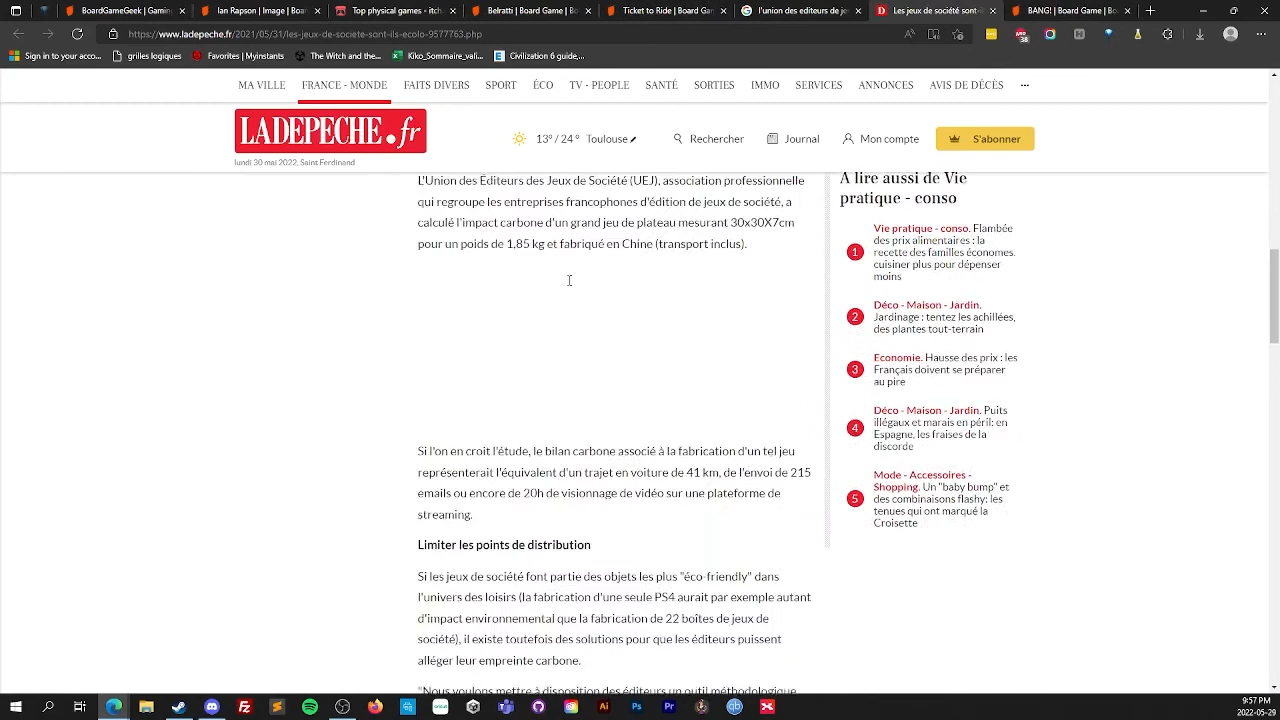 BoardGameGeek | Gaming
Ian Rapson | Image | Boar
Top physical games - itch.
Belratti | Board Game | Bo
Ticket to Ride | Board Gam
l'union des editeurs de je
Les jeux de société sont-il
BANG! | Board Game | Bo
https://www.ladepeche.fr/2021/05/31/les-jeux-de-societe-sont-ils-ecolo-9577763.php
Sign in to your acco...
grilles logiques
Favorites | Myinstants
The Witch and the...
Kiko_Sommaire_vali...
Civilization 6 guide,...
MA VILLE
FRANCE - MONDE
FAITS DIVERS
SPORT
ÉCO
TV - PEOPLE
SANTÉ
SORTIES
IMMO
SERVICES
ANNONCES
AVIS DE DÉCÈS
LADEPECHE.fr
13° / 24 ° Toulouse
Rechercher
Journal
Mon compte
S'abonner
lundi 30 mai 2022, Saint Ferdinand
L'Union des Éditeurs des Jeux de Société (UEJ), association professionnelle
qui regroupe les entreprises francophones d'édition de jeux de société, a
calculé l'impact carbone d'un grand jeu de plateau mesurant 30x30X7cm
pour un poids de 1,85 kg et fabriqué en Chine (transport inclus).
Si l'on en croit l'étude, le bilan carbone associé à la fabrication d'un tel jeu
représenterait l'équivalent d'un trajet en voiture de 41 km, de l'envoi de 215
emails ou encore de 20h de visionnage de vidéo sur une plateforme de
streaming.
Limiter les points de distribution
Si les jeux de société font partie des objets les plus "éco-friendly" dans
l'univers des loisirs (la fabrication d'une seule PS4 aurait par exemple autant
d'impact environnemental que la fabrication de 22 boîtes de jeux de
société), il existe toutefois des solutions pour que les éditeurs puissent
alléger leur empreinte carbone.
"Nous voulons mettre à disposition des éditeurs un outil méthodologique
A lire aussi de Vie
pratique - conso
1
Vie pratique - conso. Flambée
des prix alimentaires : la
recette des familles économes.
cuisiner plus pour dépenser
moins
2
Déco - Maison - Jardin.
Jardinage : tentez les achillées,
des plantes tout-terrain
3
Economie. Hausse des prix : les
Français doivent se préparer
au pire
4
Déco - Maison - Jardin. Puits
illégaux et marais en péril: en
Espagne, les fraises de la
discorde
5
Mode - Accessoires -
Shopping. Un "baby bump" et
des combinaisons flashy: les
tenues qui ont marqué la
Croisette
9:57 PM
2022-05-29